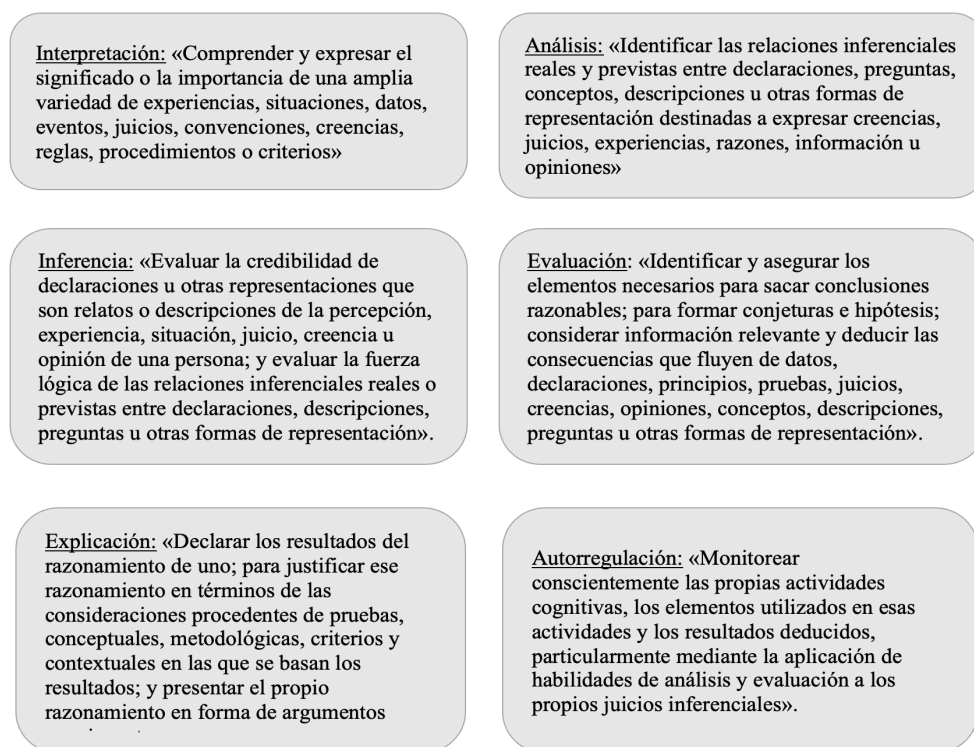 Interpretación: «Comprender y expresar el
significado o la importancia de una amplia
variedad de experiencias, situaciones, datos,
eventos, juicios, convenciones, creencias,
reglas, procedimientos o criterios»
Análisis: «Identificar las relaciones inferenciales
reales y previstas entre declaraciones, preguntas,
conceptos, descripciones u otras formas de
representación destinadas a expresar creencias,
juicios, experiencias, razones, información u
opiniones»
Inferencia: «Evaluar la credibilidad de
declaraciones u otras representaciones que
son relatos o descripciones de la percepción,
experiencia, situación, juicio, creencia u
opinión de una persona; y evaluar la fuerza
lógica de las relaciones inferenciales reales o
previstas entre declaraciones, descripciones,
preguntas u otras formas de representación».
Evaluación: «Identificar y asegurar los
elementos necesarios para sacar conclusiones
razonables; para formar conjeturas e hipótesis;
considerar información relevante y deducir las
consecuencias que fluyen de datos,
declaraciones, principios, pruebas, juicios,
creencias, opiniones, conceptos, descripciones,
preguntas u otras formas de representación».
Explicación: «Declarar los resultados del
razonamiento de uno; para justificar ese
razonamiento en términos de las
consideraciones procedentes de pruebas,
conceptuales, metodológicas, criterios y
contextuales en las que se basan los
resultados; y presentar el propio
razonamiento en forma de argumentos
Autorregulación: «Monitorear
conscientemente las propias actividades
cognitivas, los elementos utilizados en esas
actividades y los resultados deducidos,
particularmente mediante la aplicación de
habilidades de análisis y evaluación a los
propios juicios inferenciales».